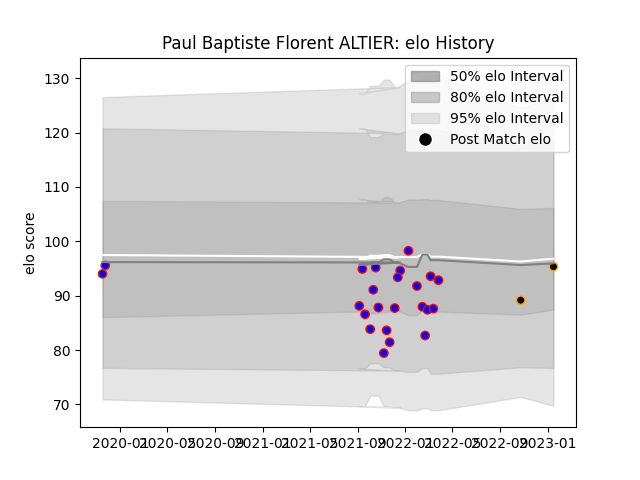 Paul Baptiste Florent ALTIER: elo History
50% elo Interval
80% elo Interval
95% elo Interval
Post Match elo
elo score
130
120
110
100
90
80
70
2020-01 2020-05 2020-09 2021-01 2021-05 2021-09 2022-01 2022-05 2022-09 2023-01